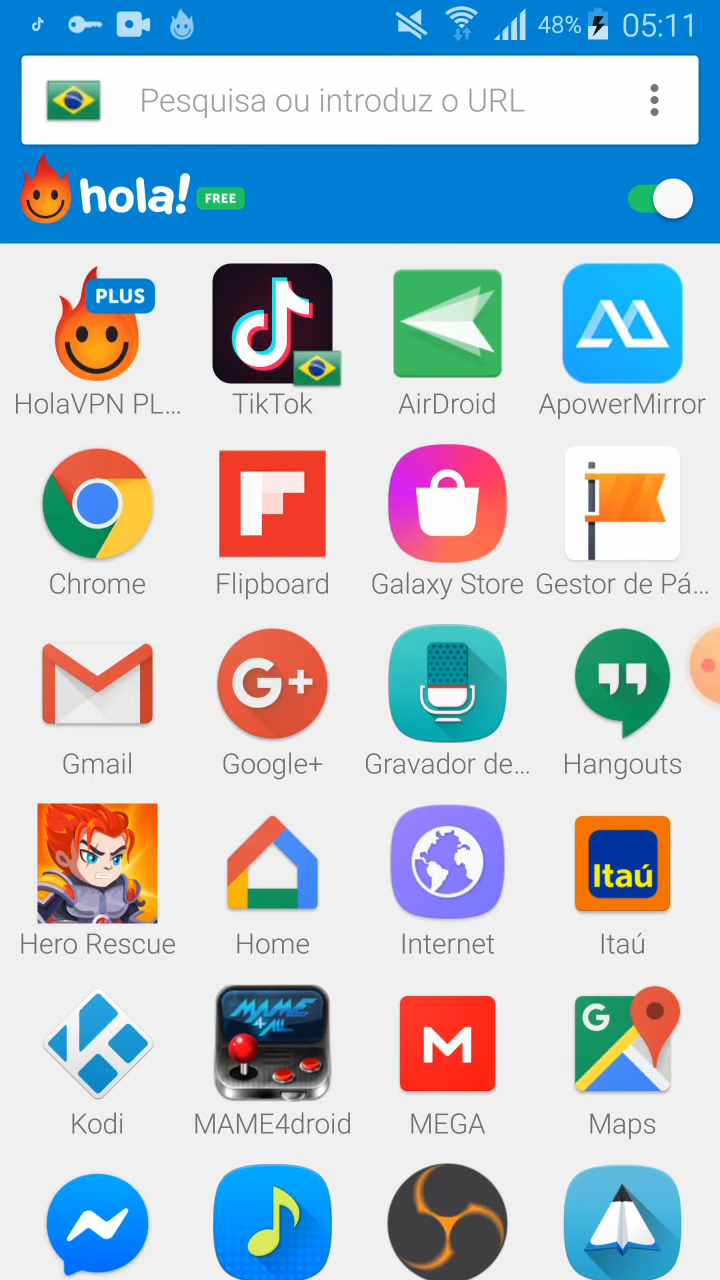 48% 05:11
Pesquisa ou introduz o URL
hola! FREE
PLUS
HolaVPN PL... TikTok AirDroid ApowerMirror
Chrome Flipboard Galaxy Store Gestor de Pá...
G+
Gmail Google+ Gravador de... Hangouts
Itaú
Hero Rescue Home Internet Itaú
MAME
4 ALL
M
G
Kodi MAME4droid MEGA Maps